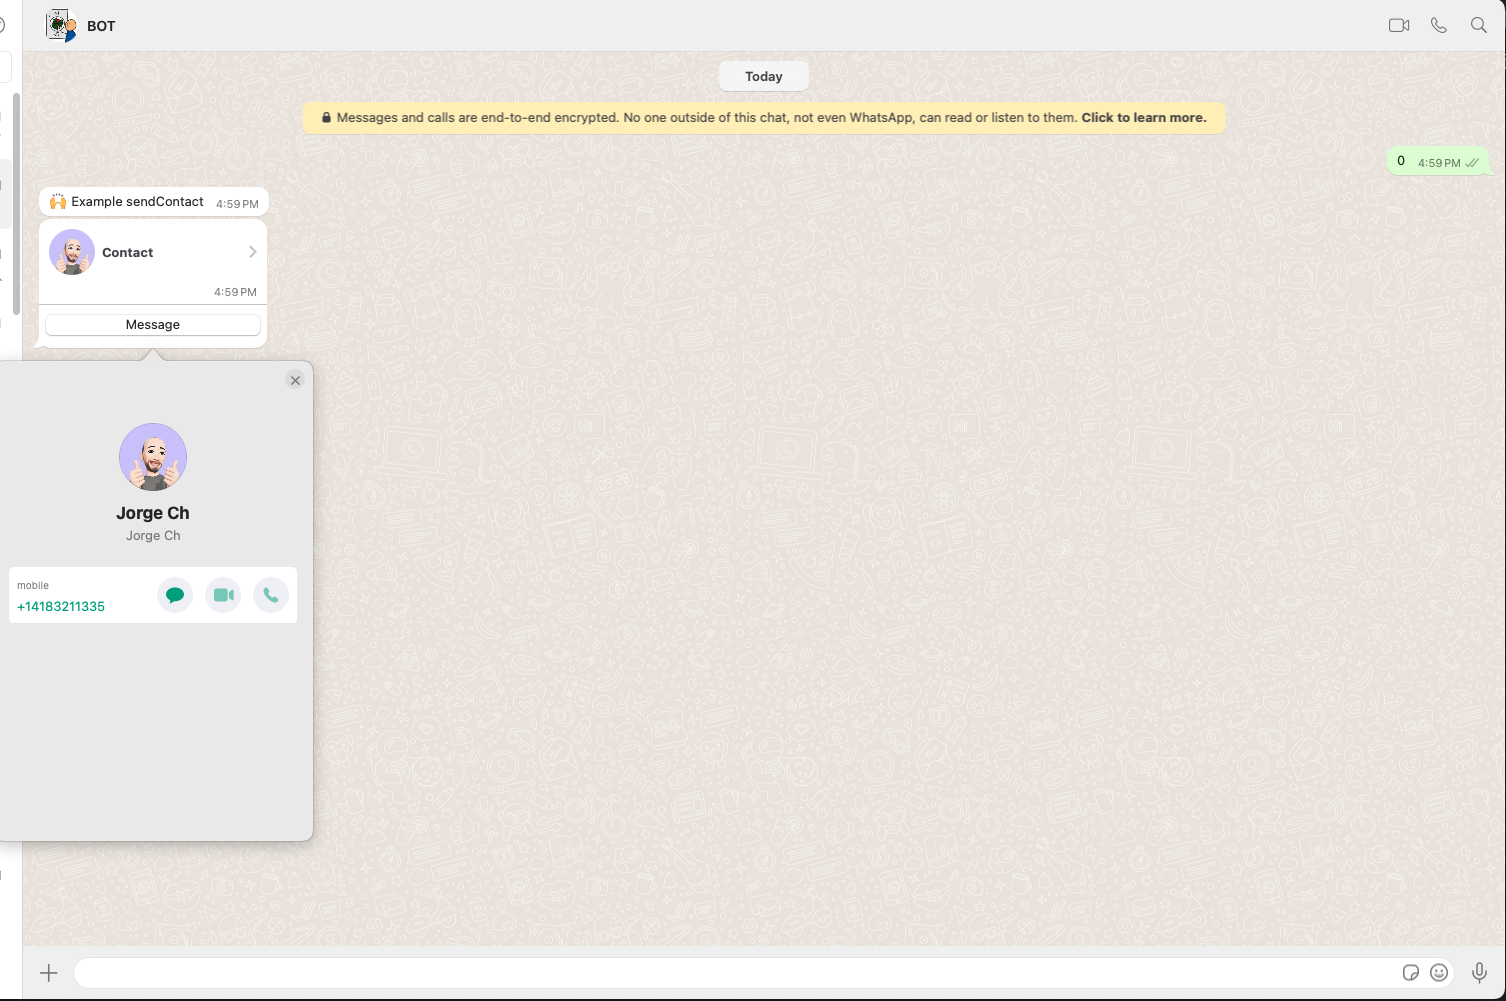 BOT
Today
Messages and calls are end-to-end encrypted. No one outside of this chat, not even WhatsApp, can read or listen to them. Click to learn more.
0 4:59 PM
🙌 Example sendContact 4:59 PM
Contact
4:59 PM
Message
Jorge Ch
Jorge Ch
mobile
+14183211335